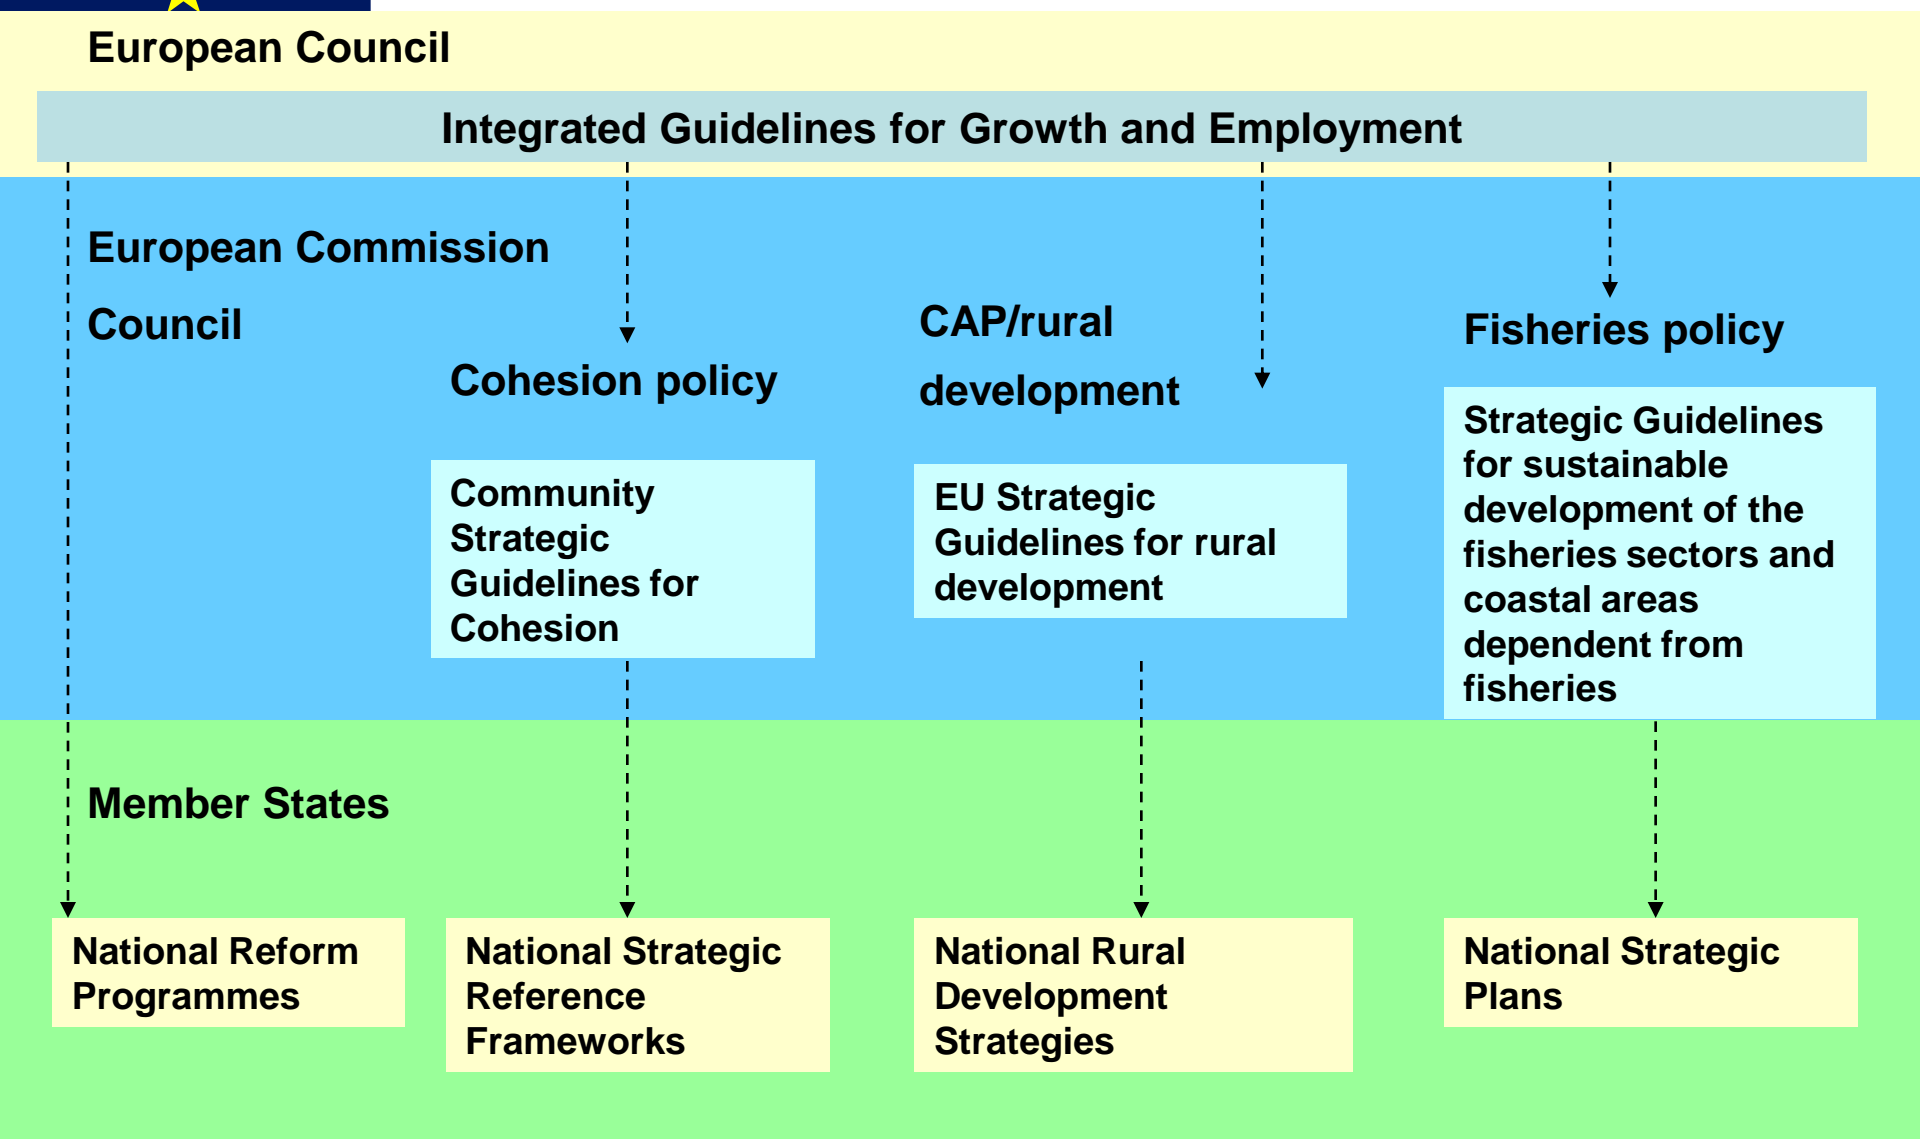 European Council
Integrated Guidelines for Growth and Employment
European Commission
Council
Cohesion policy
CAP/rural
development
Fisheries policy
Community
Strategic
Guidelines for
Cohesion
EU Strategic
Guidelines for rural
development
Strategic Guidelines
for sustainable
development of the
fisheries sectors and
coastal areas
dependent from
fisheries
Member States
National Reform
Programmes
National Strategic
Reference
Frameworks
National Rural
Development
Strategies
National Strategic
Plans